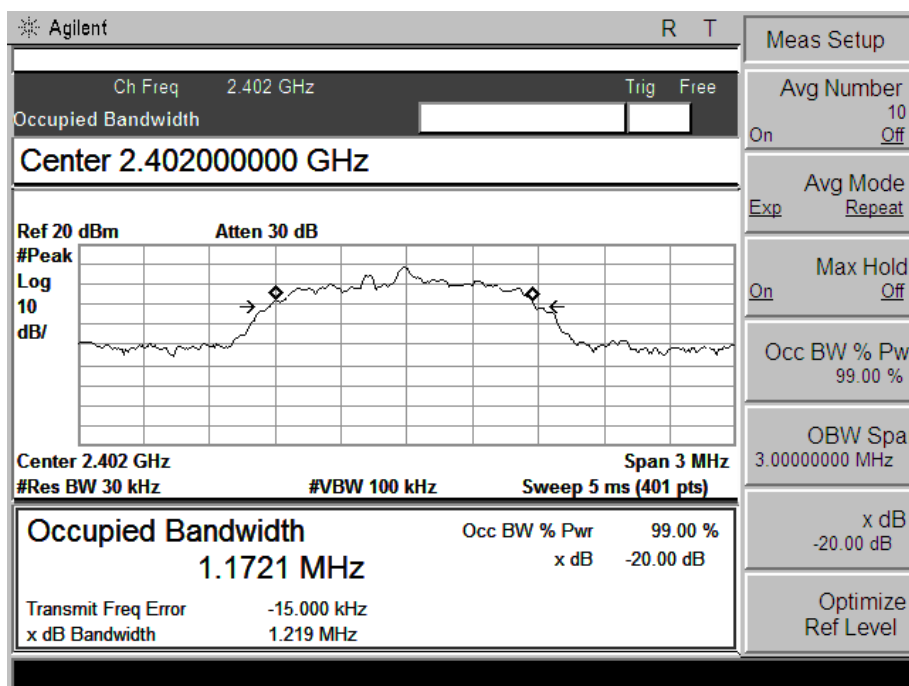 Agilent R T
Ch Freq 2.402 GHz Trig Free
Occupied Bandwidth
Center 2.402000000 GHz
Ref 20 dBm Atten 30 dB
#Peak
Log
10
dB/
Center 2.402 GHz Span 3 MHz
#Res BW 30 kHz #VBW 100 kHz Sweep 5 ms (401 pts)
Occupied Bandwidth
1.1721 MHz
Occ BW % Pwr 99.00 %
x dB -20.00 dB
Transmit Freq Error -15.000 kHz
x dB Bandwidth 1.219 MHz
Meas Setup
Avg Number
10
On Off
Avg Mode
Exp Repeat
Max Hold
On Off
Occ BW % Pw
99.00 %
OBW Spa
3.00000000 MHz
x dB
-20.00 dB
Optimize
Ref Level